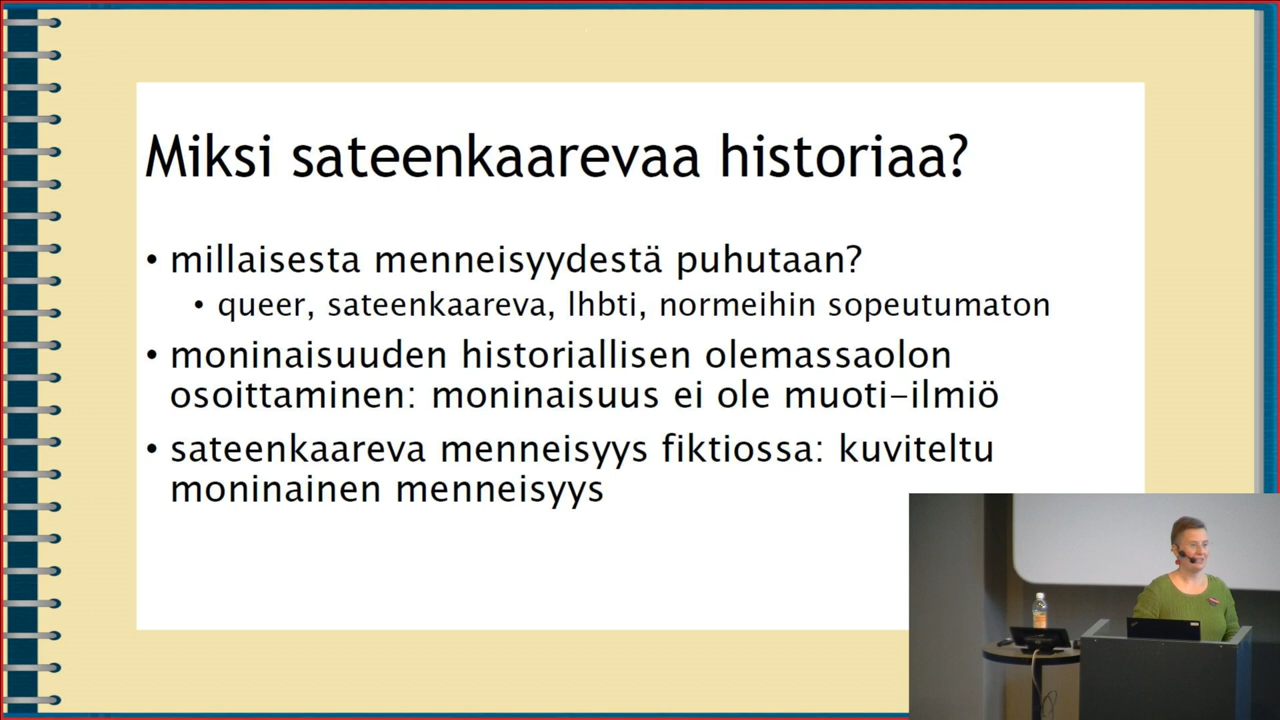 Miksi sateenkaarevaa historiaa?
• millaisesta menneisyydestä puhutaan?
• queer, sateenkaareva, lhbti, normeihin sopeutumaton
• moninaisuuden historiallisen olemassaolon
osoittaminen: moninaisuus ei ole muoti-ilmiö
• sateenkaareva menneisyys fiktiossa: kuviteltu
moninainen menneisyys